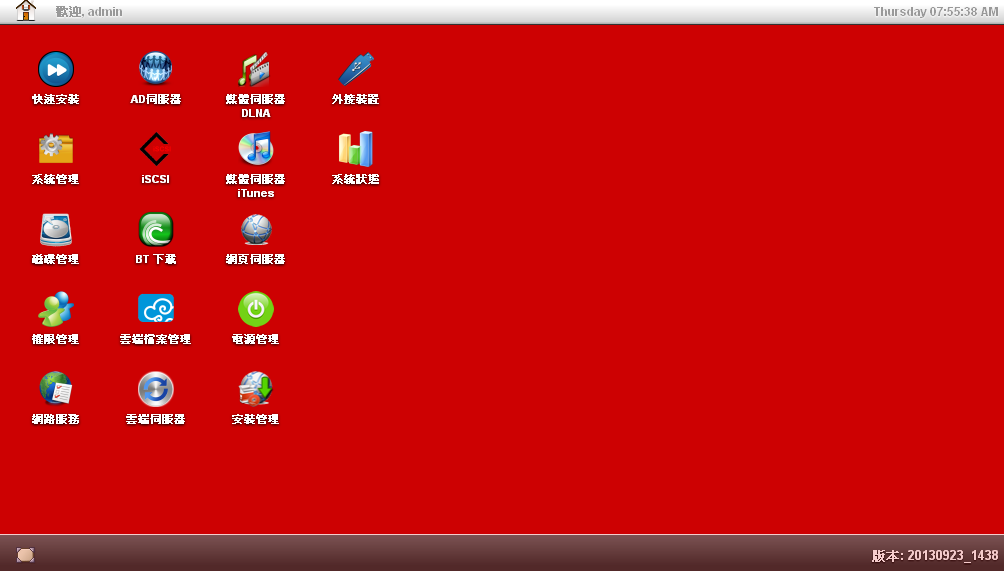 歡迎, admin
Thursday 07:55:38 AM
快速安裝
AD伺服器
媒體伺服器
DLNA
外接裝置
系統管理
iSCSI
媒體伺服器
iTunes
系統狀態
磁碟管理
BT 下載
網頁伺服器
權限管理
雲端檔案管理
電源管理
網路服務
雲端伺服器
安裝管理
版本: 20130923_1438